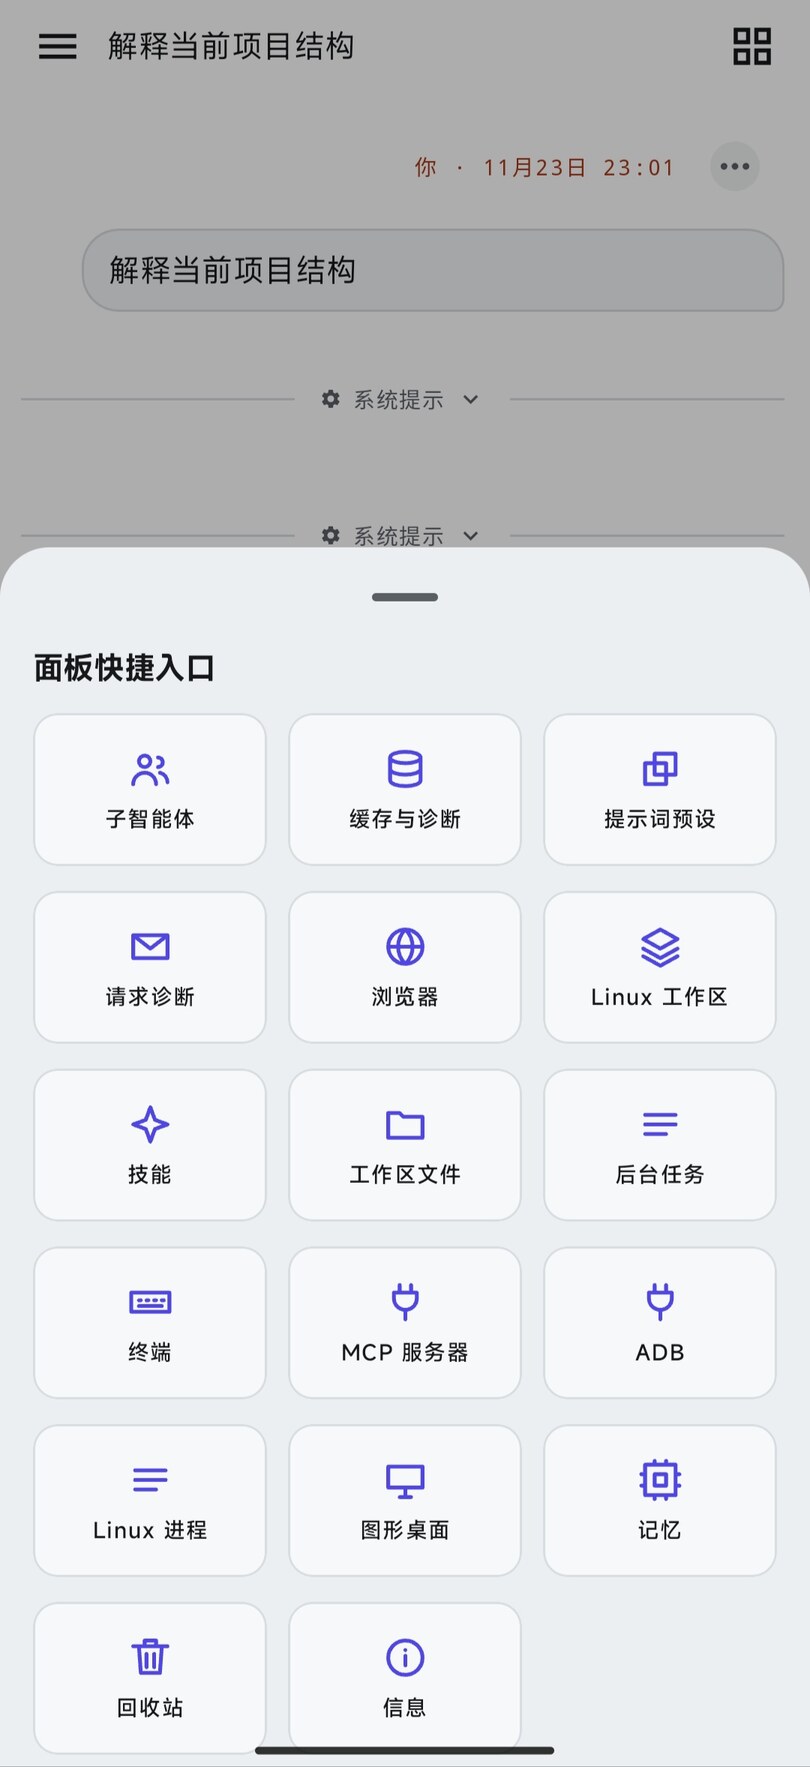 解释当前项目结构
你 · 11月23日 23:01
解释当前项目结构
系统提示
系统提示
面板快捷入口
子智能体
缓存与诊断
提示词预设
请求诊断
浏览器
Linux 工作区
技能
工作区文件
后台任务
终端
MCP 服务器
ADB
Linux 进程
图形桌面
记忆
回收站
信息